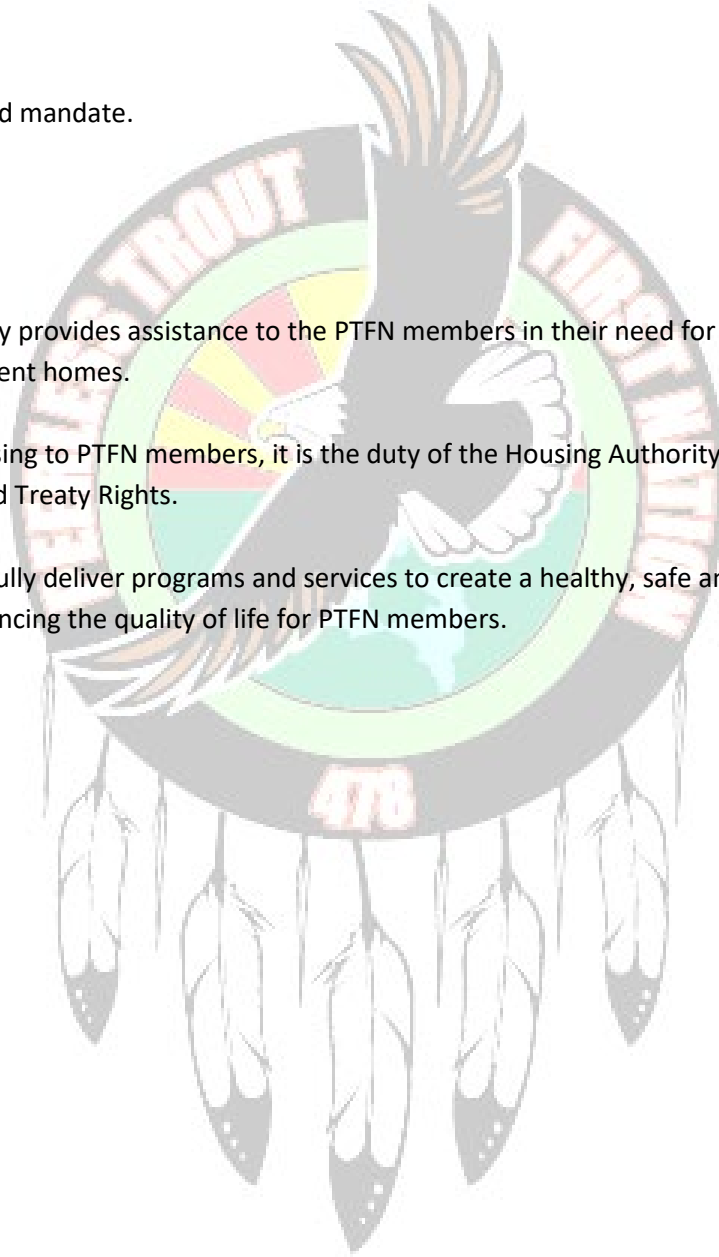 d mandate.
y provides assistance to the PTFN members in their need for
ent homes.
sing to PTFN members, it is the duty of the Housing Authority
d Treaty Rights.
ully deliver programs and services to create a healthy, safe an
ncing the quality of life for PTFN members.
PEERLESS TROUT FIRST NATION
478